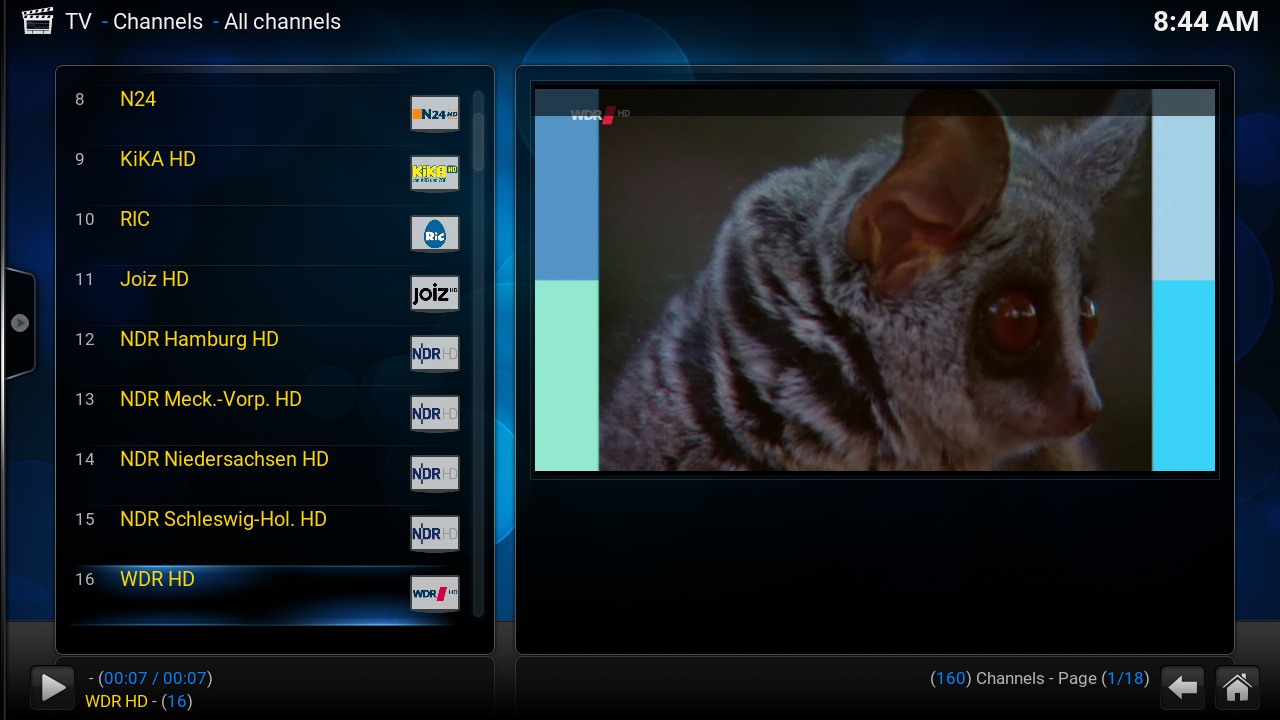 TV - Channels - All channels
8:44 AM
8 N24 N24 HD
9 KiKA HD KiKA HD
10 RIC Ric
11 Joiz HD JOIZ HD
12 NDR Hamburg HD NDR HD
13 NDR Meck.-Vorp. HD NDR HD
14 NDR Niedersachsen HD NDR HD
15 NDR Schleswig-Hol. HD NDR HD
16 WDR HD WDR HD
WDR HD
- (00:07 / 00:07)
WDR HD - (16)
(160) Channels - Page (1/18)